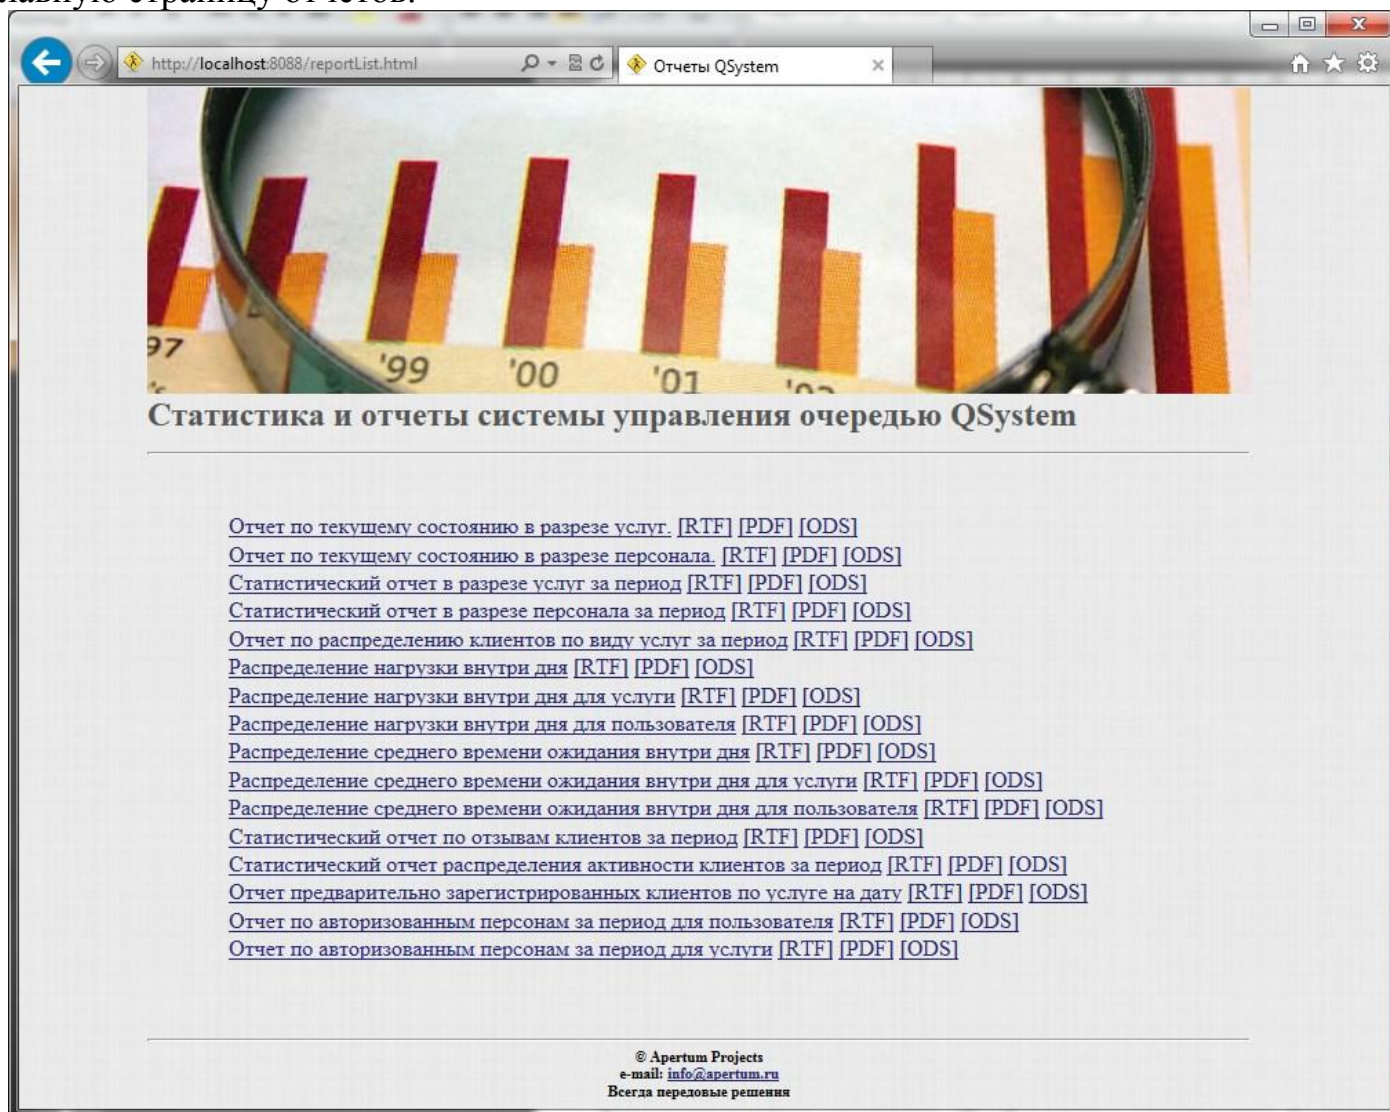 главную страницу отчетов.
http://localhost:8088/reportList.html
Отчеты QSystem
97
'99
'00
'01
'02
Статистика и отчеты системы управления очередью QSystem
Отчет по текущему состоянию в разрезе услуг. [RTF] [PDF] [ODS]
Отчет по текущему состоянию в разрезе персонала. [RTF] [PDF] [ODS]
Статистический отчет в разрезе услуг за период [RTF] [PDF] [ODS]
Статистический отчет в разрезе персонала за период [RTF] [PDF] [ODS]
Отчет по распределению клиентов по виду услуг за период [RTF] [PDF] [ODS]
Распределение нагрузки внутри дня [RTF] [PDF] [ODS]
Распределение нагрузки внутри дня для услуги [RTF] [PDF] [ODS]
Распределение нагрузки внутри дня для пользователя [RTF] [PDF] [ODS]
Распределение среднего времени ожидания внутри дня [RTF] [PDF] [ODS]
Распределение среднего времени ожидания внутри дня для услуги [RTF] [PDF] [ODS]
Распределение среднего времени ожидания внутри дня для пользователя [RTF] [PDF] [ODS]
Статистический отчет по отзывам клиентов за период [RTF] [PDF] [ODS]
Статистический отчет распределения активности клиентов за период [RTF] [PDF] [ODS]
Отчет предварительно зарегистрированных клиентов по услуге на дату [RTF] [PDF] [ODS]
Отчет по авторизованным персонам за период для пользователя [RTF] [PDF] [ODS]
Отчет по авторизованным персонам за период для услуги [RTF] [PDF] [ODS]
© Apertum Projects
e-mail: info@apertum.ru
Всегда передовые решения